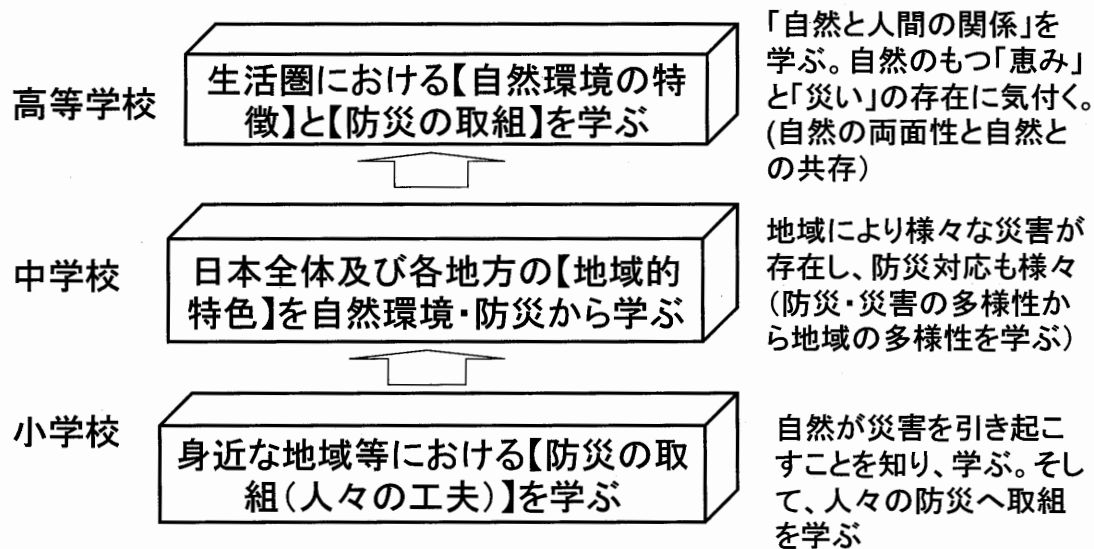 高等学校
生活圏における【自然環境の特
徴】と【防災の取組】を学ぶ
「自然と人間の関係」を
学ぶ。自然のもつ「恵み」
と「災い」の存在に気付く。
(自然の両面性と自然と
の共存)
中学校
日本全体及び各地方の【地域的
特色】を自然環境・防災から学ぶ
地域により様々な災害が
存在し、防災対応も様々
（防災・災害の多様性か
ら地域の多様性を学ぶ）
小学校
身近な地域等における【防災の取
組（人々の工夫）】を学ぶ
自然が災害を引き起こ
すことを知り、学ぶ。そし
て、人々の防災へ取組
を学ぶ